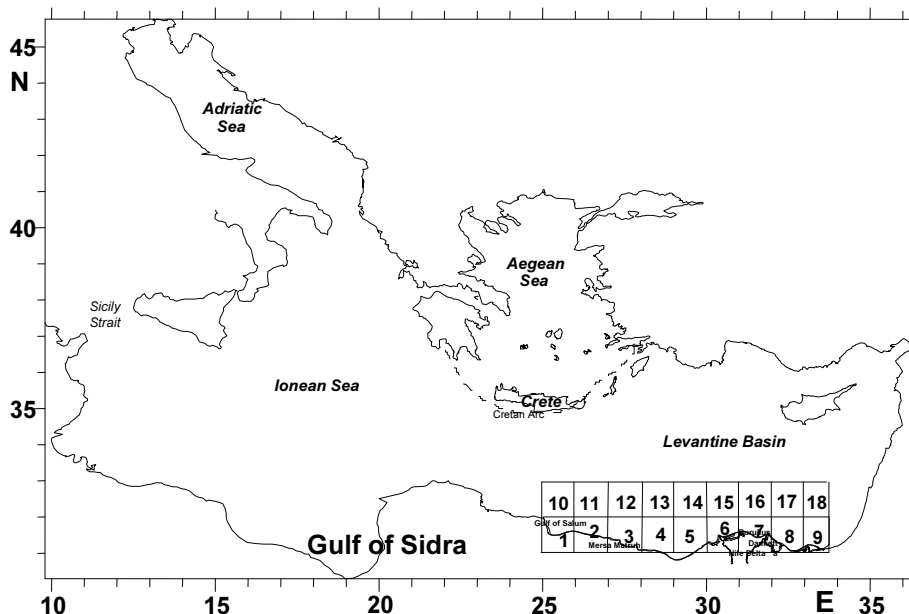 45
N
Adriatic
Sea
40
Aegean
Sea
Sicily
Strait
Ionean Sea
35
Crete
Cretan Arc
Levantine Basin
10 11 12 13 14 15 16 17 18
Gulf of Salum
1 2 3 4 5 6 7 8 9
Mersa Matruh
Nile Delta
Gulf of Sidra
10 15 20 25 30 E 35